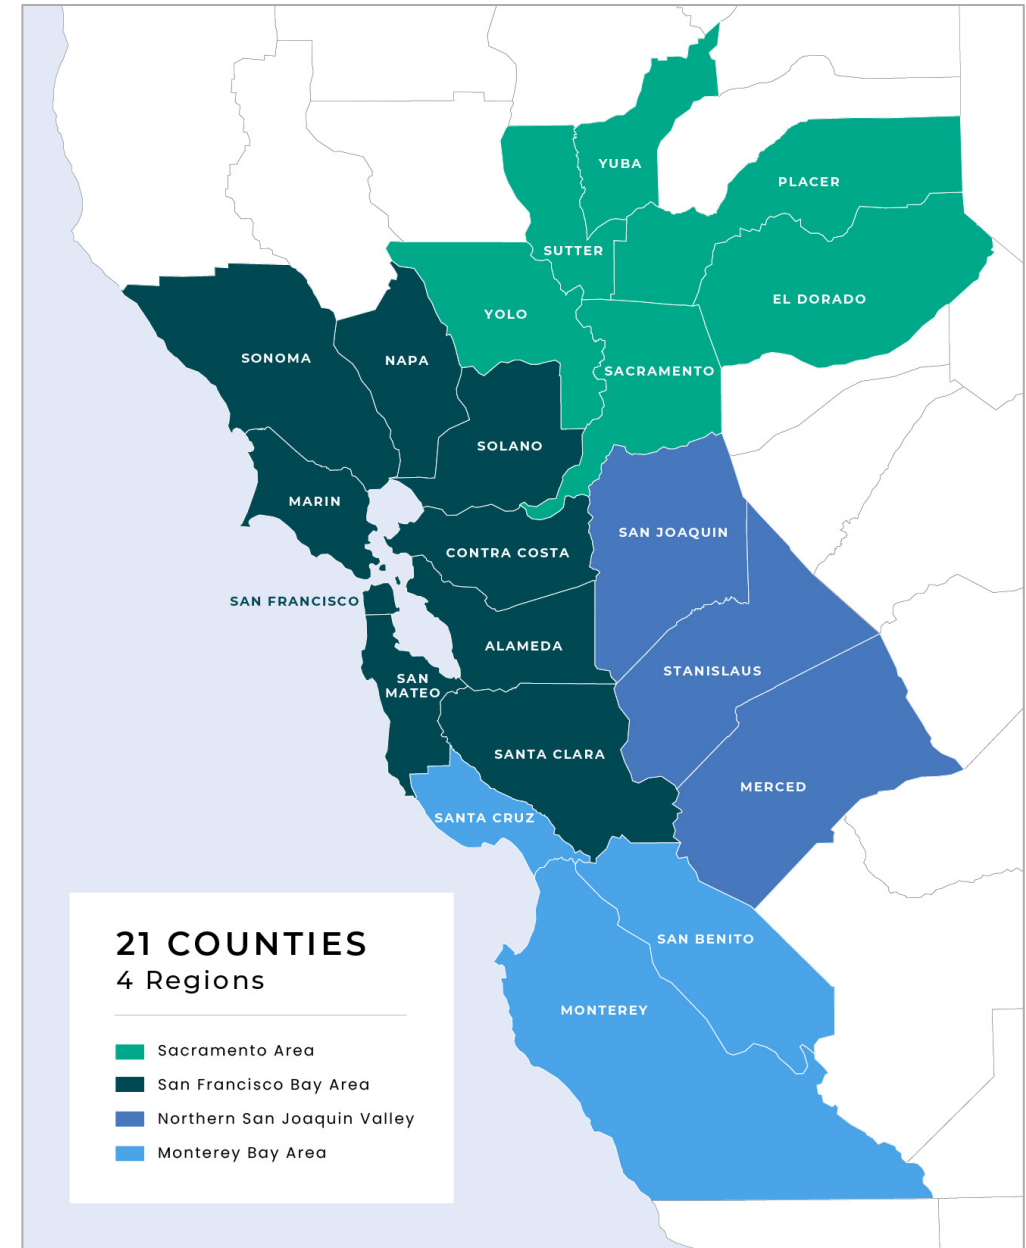 YUBA
PLACER
SUTTER
EL DORADO
YOLO
SONOMA
NAPA
SACRAMENTO
SOLANO
MARIN
SAN JOAQUIN
CONTRA COSTA
SAN FRANCISCO
ALAMEDA
STANISLAUS
SAN
MATEO
SANTA CLARA
MERCED
SANTA CRUZ
SAN BENITO
MONTEREY
21 COUNTIES
4 Regions
Sacramento Area
San Francisco Bay Area
Northern San Joaquin Valley
Monterey Bay Area